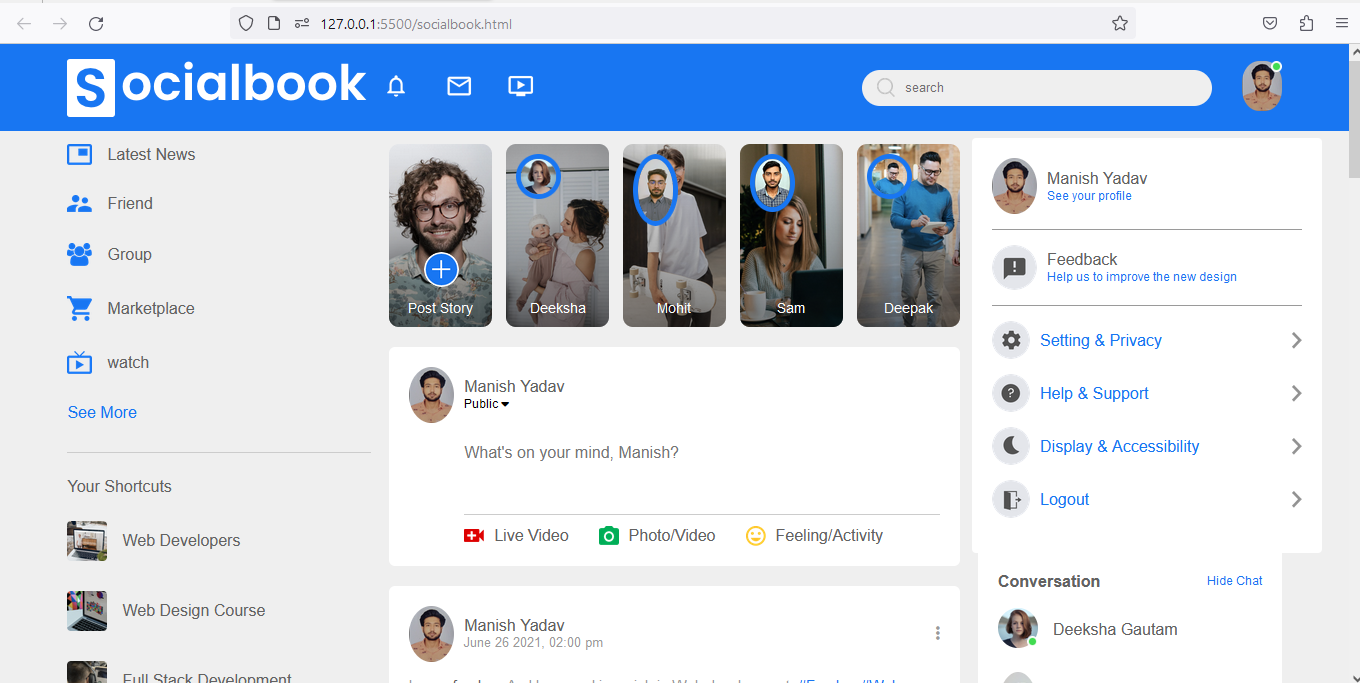 127.0.0.1:5500/socialbook.html
Socialbook
search
Latest News
Friend
Group
Marketplace
watch
See More
Your Shortcuts
Web Developers
Web Design Course
Full Stack Development
Post Story
Deeksha
Mohit
Sam
Deepak
Manish Yadav
Public
What's on your mind, Manish?
Live Video
Photo/Video
Feeling/Activity
Manish Yadav
June 26 2021, 02:00 pm
Manish Yadav
See your profile
Feedback
Help us to improve the new design
Setting & Privacy
Help & Support
Display & Accessibility
Logout
Conversation
Hide Chat
Deeksha Gautam